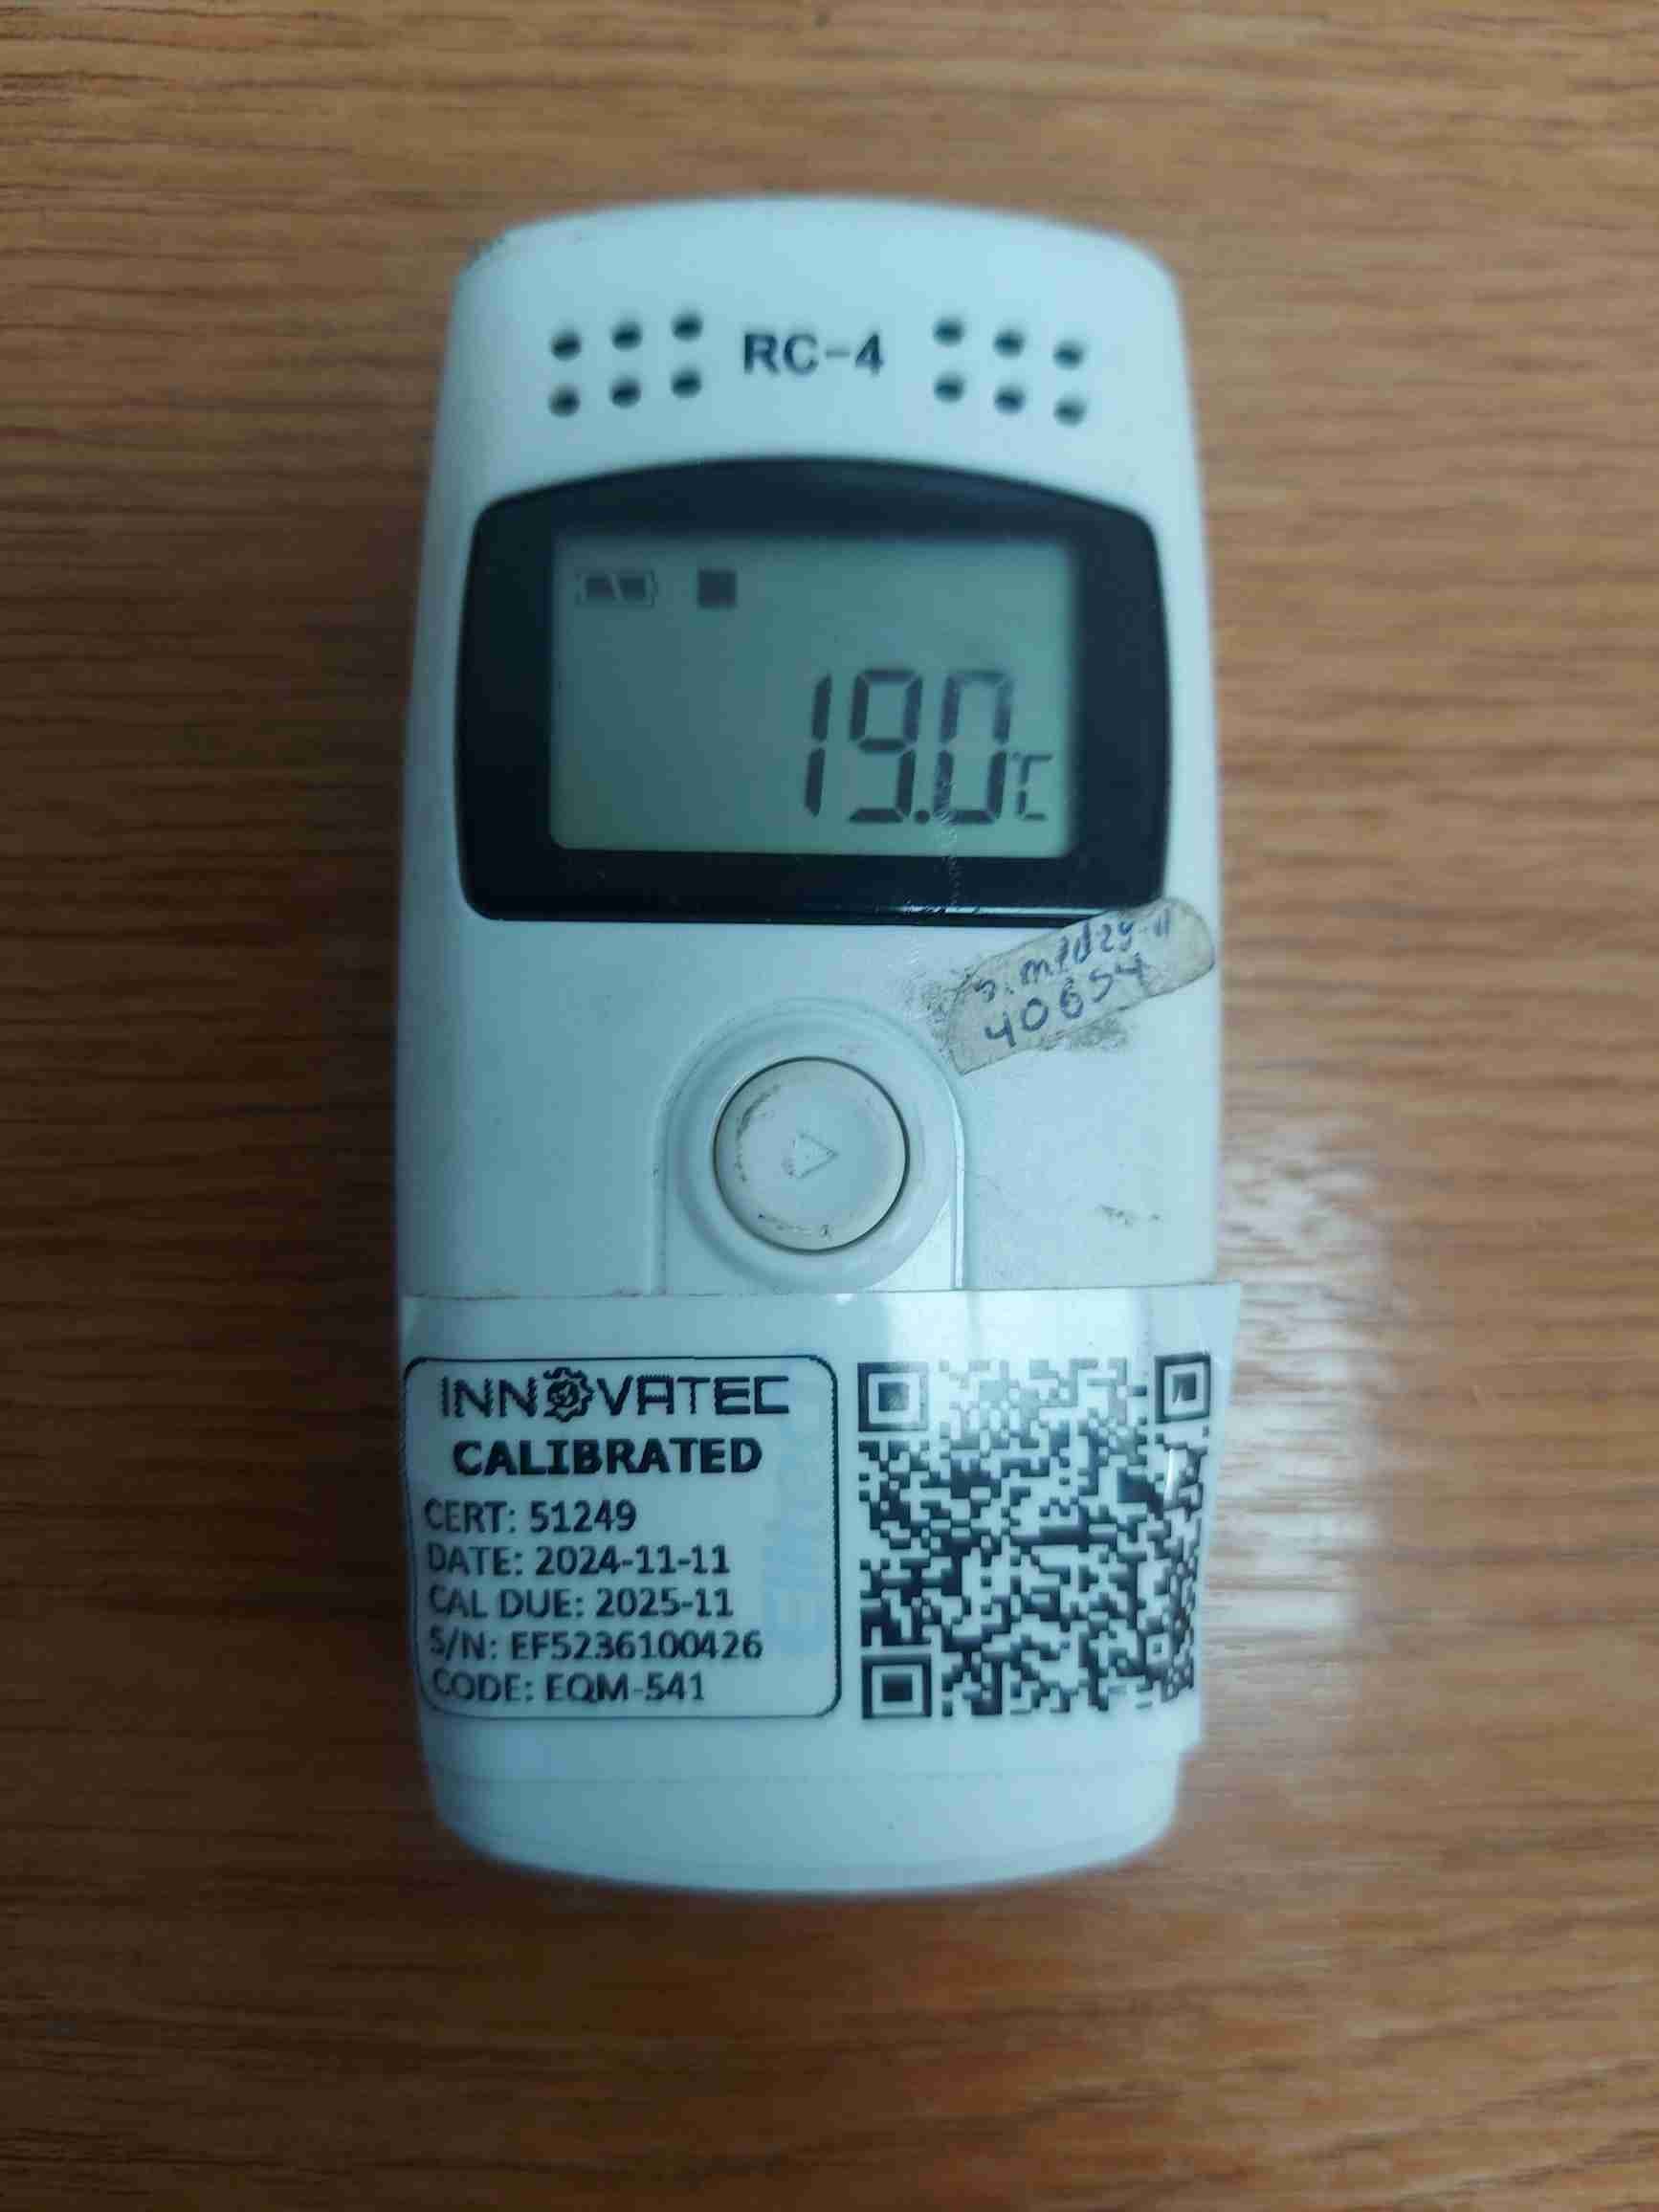 RC-4
19.0℃
40654
INNOVATEC
CALIBRATED
CERT: 51249
DATE: 2024-11-11
CAL DUE: 2025-11
S/N: EF5236100426
CODE: EQM-541
Elitech